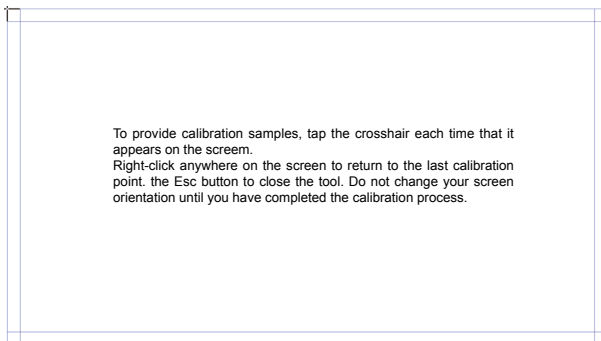 To provide calibration samples, tap the crosshair each time that it
appears on the screem.
Right-click anywhere on the screen to return to the last calibration
point. the Esc button to close the tool. Do not change your screen
orientation until you have completed the calibration process.